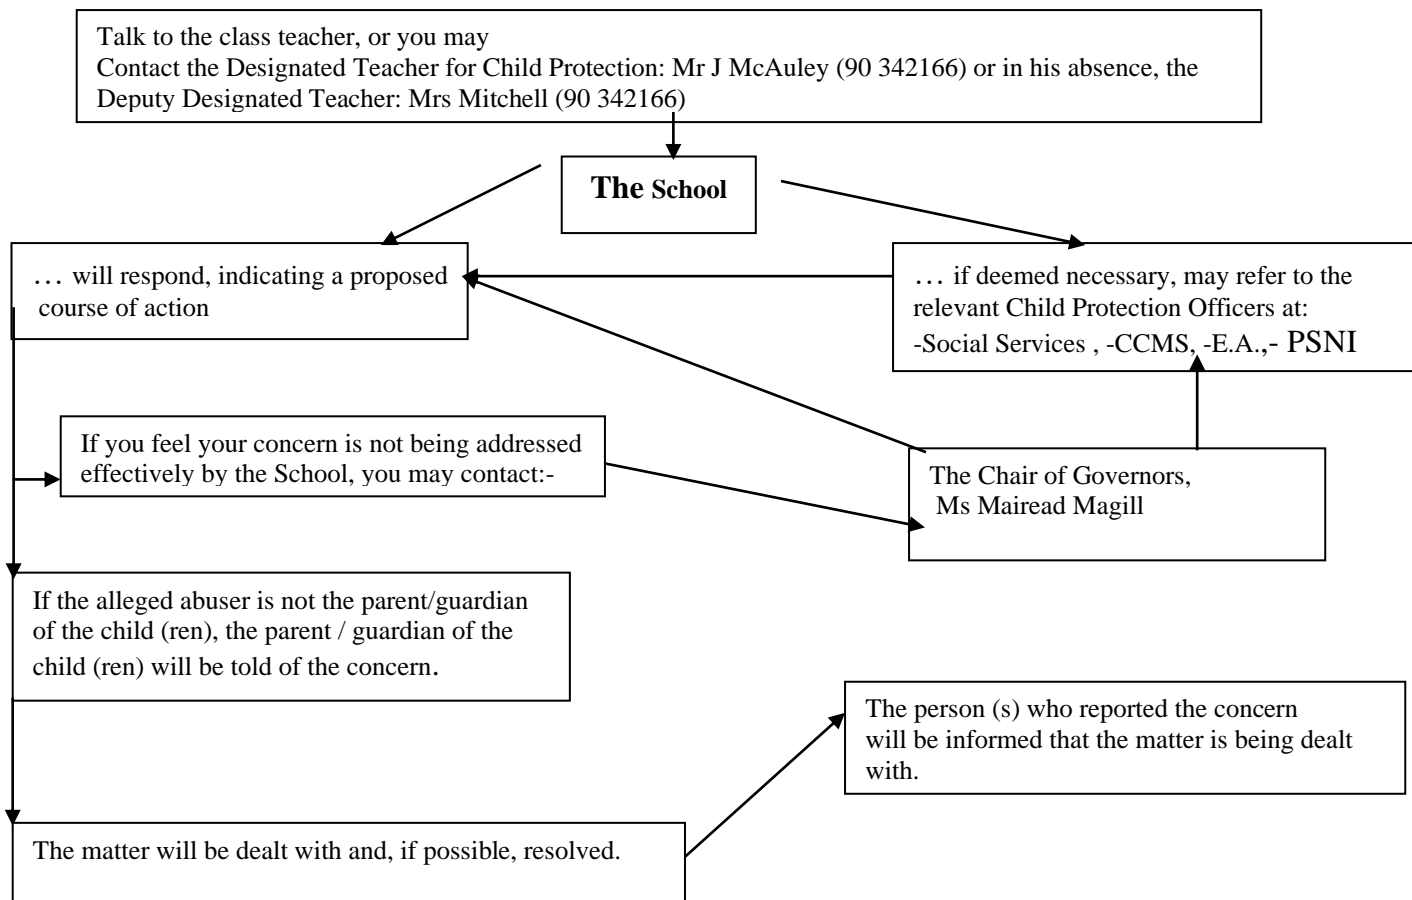 Talk to the class teacher, or you may
Contact the Designated Teacher for Child Protection: Mr J McAuley (90 342166) or in his absence, the
Deputy Designated Teacher: Mrs Mitchell (90 342166)
The School
… will respond, indicating a proposed
course of action
… if deemed necessary, may refer to the
relevant Child Protection Officers at:
-Social Services , -CCMS, -E.A.,- PSNI
If you feel your concern is not being addressed
effectively by the School, you may contact:-
The Chair of Governors,
Ms Mairead Magill
If the alleged abuser is not the parent/guardian
of the child (ren), the parent / guardian of the
child (ren) will be told of the concern.
The person (s) who reported the concern
will be informed that the matter is being dealt
with.
The matter will be dealt with and, if possible, resolved.